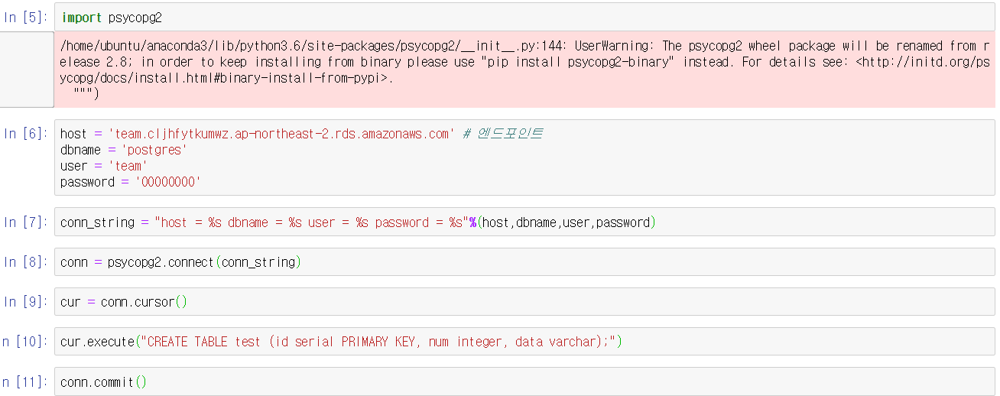 In [5]: import psycopg2
/home/ubuntu/anaconda3/lib/python3.6/site-packages/psycopg2/__init__.py:144: UserWarning: The psycopg2 wheel package will be renamed from r
elease 2.8; in order to keep installing from binary please use "pip install psycopg2-binary" instead. For details see: <http://initd.org/ps
ycopg/docs/install.html#binary-install-from-pypi>.
""")
In [6]: host = 'team.cljhfytkumwz.ap-northeast-2.rds.amazonaws.com' # 엔드포인트
dbname = 'postgres'
user = 'team'
password = '00000000'
In [7]: conn_string = "host = %s dbname = %s user = %s password = %s"%(host,dbname,user,password)
In [8]: conn = psycopg2.connect(conn_string)
In [9]: cur = conn.cursor()
n [10]: cur.execute("CREATE TABLE test (id serial PRIMARY KEY, num integer, data varchar);")
n [11]: conn.commit()